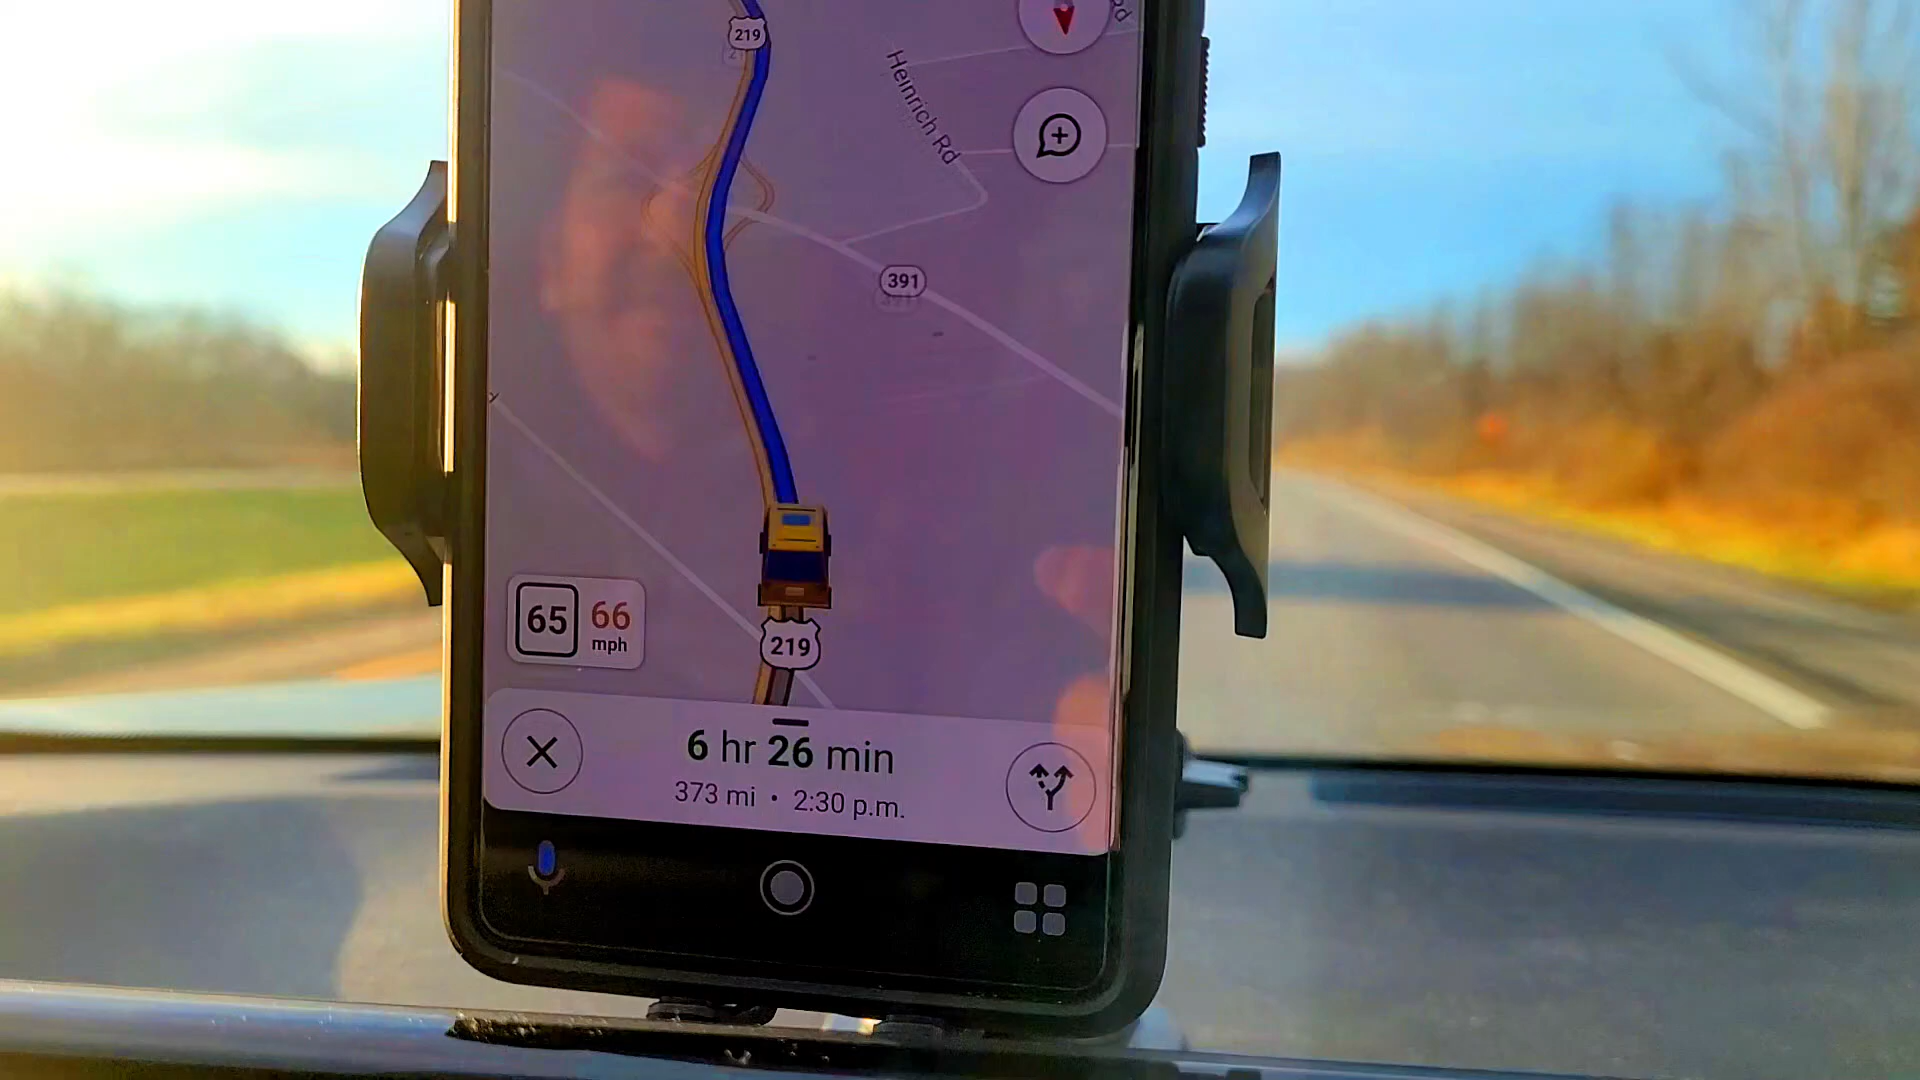 219
Heinrich Rd
391
65
66
mph
219
6 hr 26 min
373 mi • 2:30 p.m.